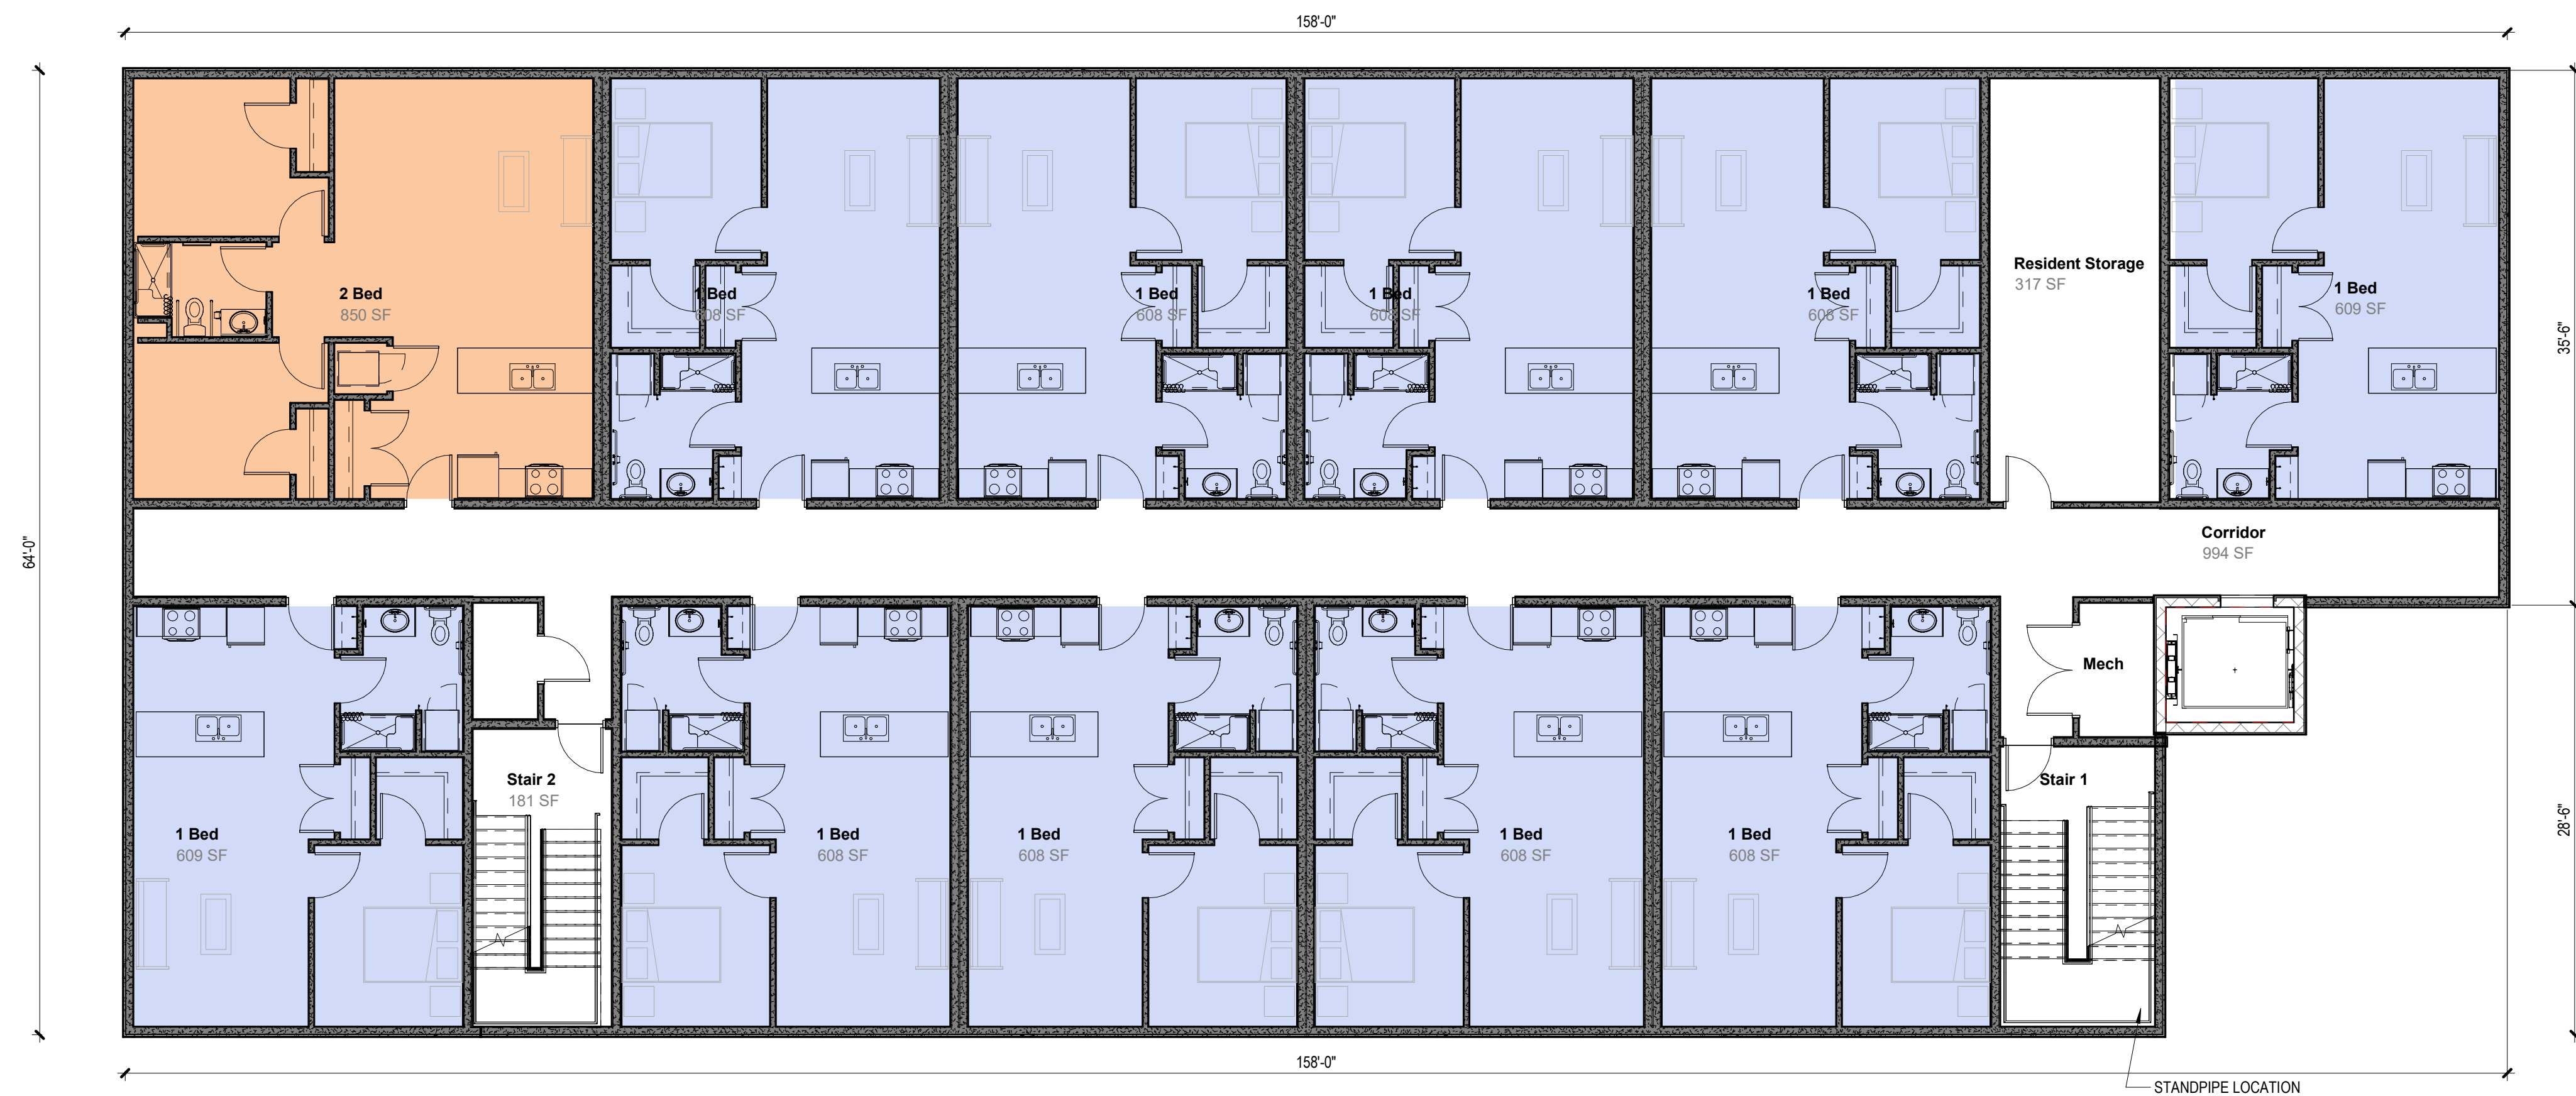 158'-0"
2 Bed
850 SF
1 Bed
608 SF
1 Bed
608 SF
1 Bed
608 SF
1 Bed
608 SF
Resident Storage
317 SF
1 Bed
609 SF
35'-6"
64'-0"
Corridor
994 SF
Mech
Stair 2
181 SF
Stair 1
1 Bed
609 SF
1 Bed
608 SF
1 Bed
608 SF
1 Bed
608 SF
1 Bed
608 SF
28'-6"
158'-0"
STANDPIPE LOCATION